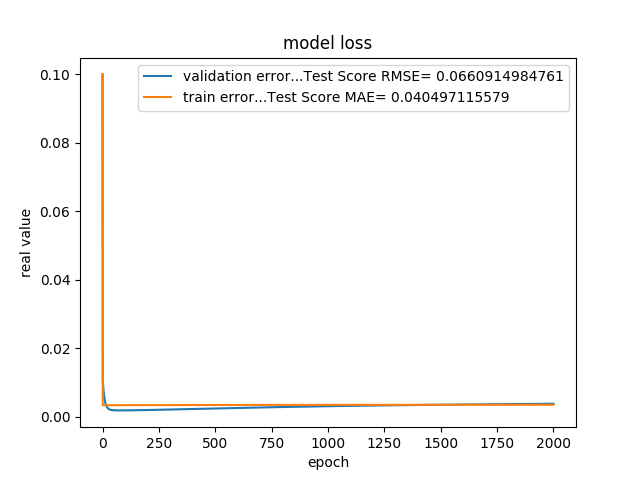 model loss
validation error...Test Score RMSE= 0.0660914984761
train error...Test Score MAE= 0.040497115579
real value
0.10
0.08
0.06
0.04
0.02
0.00
0 250 500 750 1000 1250 1500 1750 2000
epoch